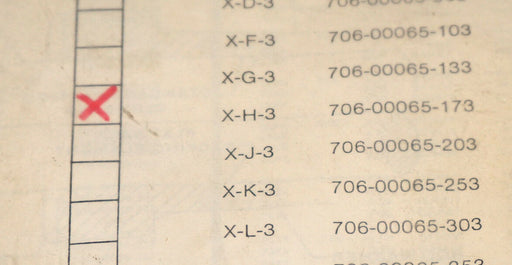 X-D-3
X-F-3 706-00065-103
X-G-3 706-00065-133
X-H-3 706-00065-173
X-J-3 706-00065-203
X-K-3 706-00065-253
X-L-3 706-00065-303